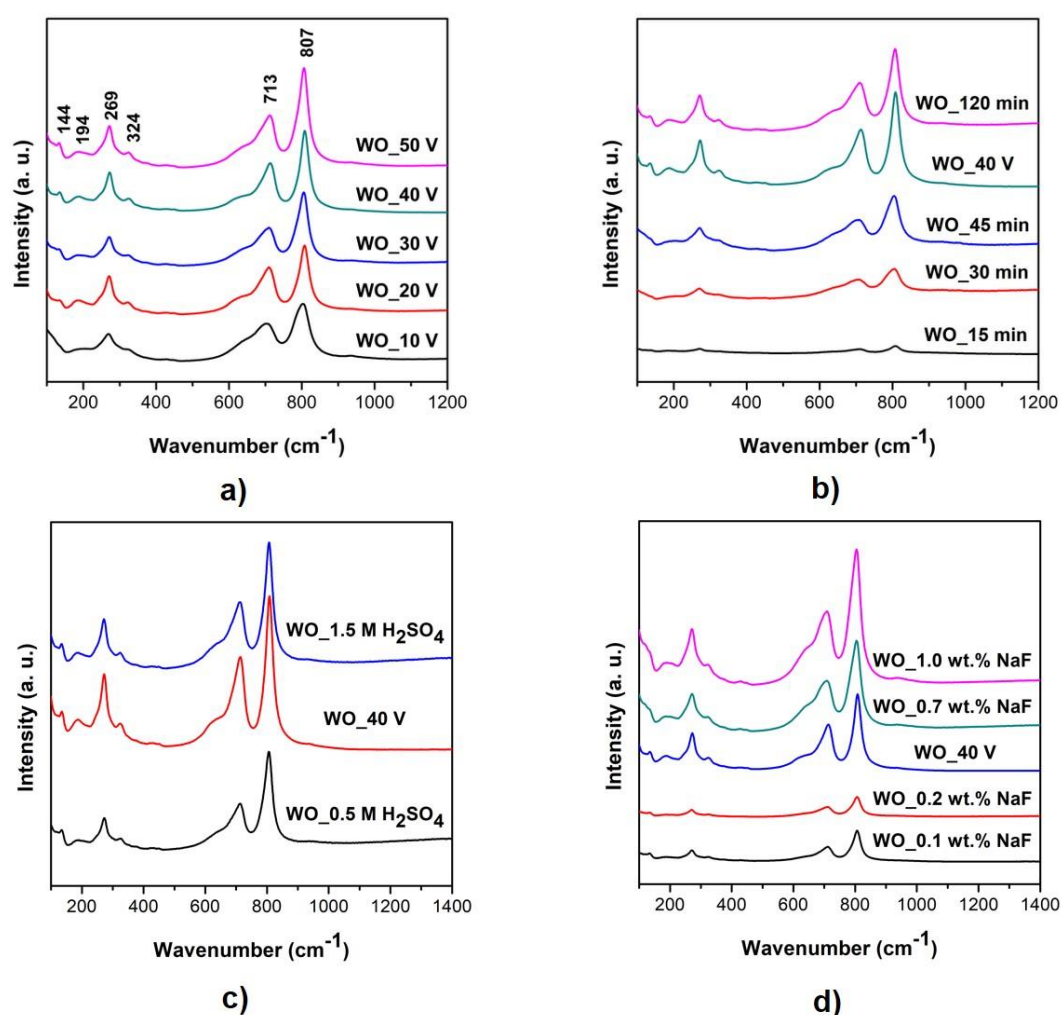 144
194
269
324
713
807
WO_50 V
WO_40 V
WO_30 V
WO_20 V
WO_10 V
Intensity (a. u.)
200 400 600 800 1000 1200
Wavenumber (cm⁻¹)
a)
WO_120 min
WO_40 V
WO_45 min
WO_30 min
WO_15 min
Intensity (a. u.)
200 400 600 800 1000 1200
Wavenumber (cm⁻¹)
b)
WO_1.5 M H₂SO₄
WO_40 V
WO_0.5 M H₂SO₄
Intensity (a. u.)
200 400 600 800 1000 1200 1400
Wavenumber (cm⁻¹)
c)
WO_1.0 wt.% NaF
WO_0.7 wt.% NaF
WO_40 V
WO_0.2 wt.% NaF
WO_0.1 wt.% NaF
Intensity (a. u.)
200 400 600 800 1000 1200 1400
Wavenumber (cm⁻¹)
d)